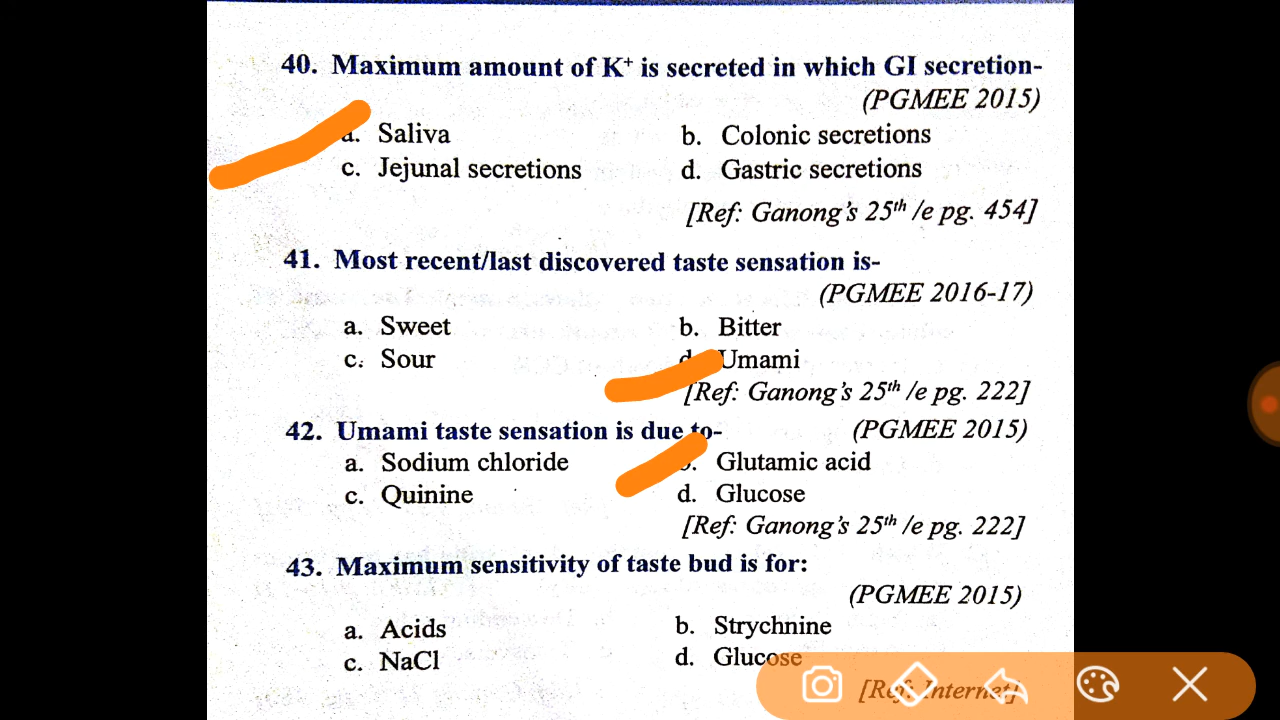 40. Maximum amount of K⁺ is secreted in which GI secretion-
(PGMEE 2015)
a. Saliva b. Colonic secretions
c. Jejunal secretions d. Gastric secretions
[Ref: Ganong's 25th /e pg. 454]
41. Most recent/last discovered taste sensation is-
(PGMEE 2016-17)
a. Sweet b. Bitter
c. Sour d. Umami
[Ref: Ganong's 25th /e pg. 222]
42. Umami taste sensation is due to- (PGMEE 2015)
a. Sodium chloride b. Glutamic acid
c. Quinine d. Glucose
[Ref: Ganong's 25th /e pg. 222]
43. Maximum sensitivity of taste bud is for:
(PGMEE 2015)
a. Acids b. Strychnine
c. NaCl d. Glucose
[Ref: Internet]